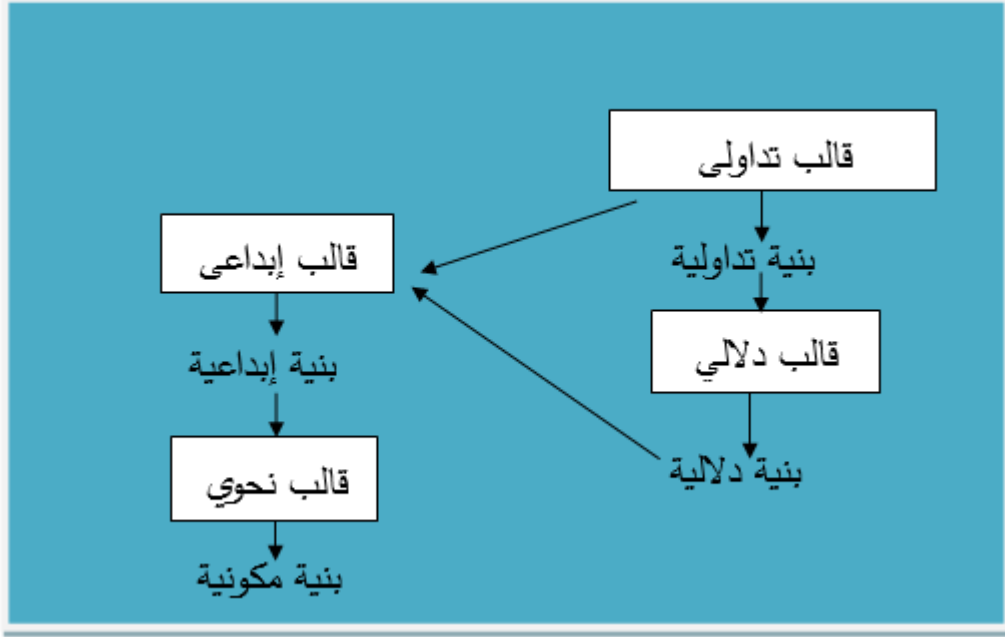 قالب تداولى
بنية تداولية
قالب دلالي
بنية دلالية
قالب إبداعى
بنية إبداعية
قالب نحوي
بنية مكونية